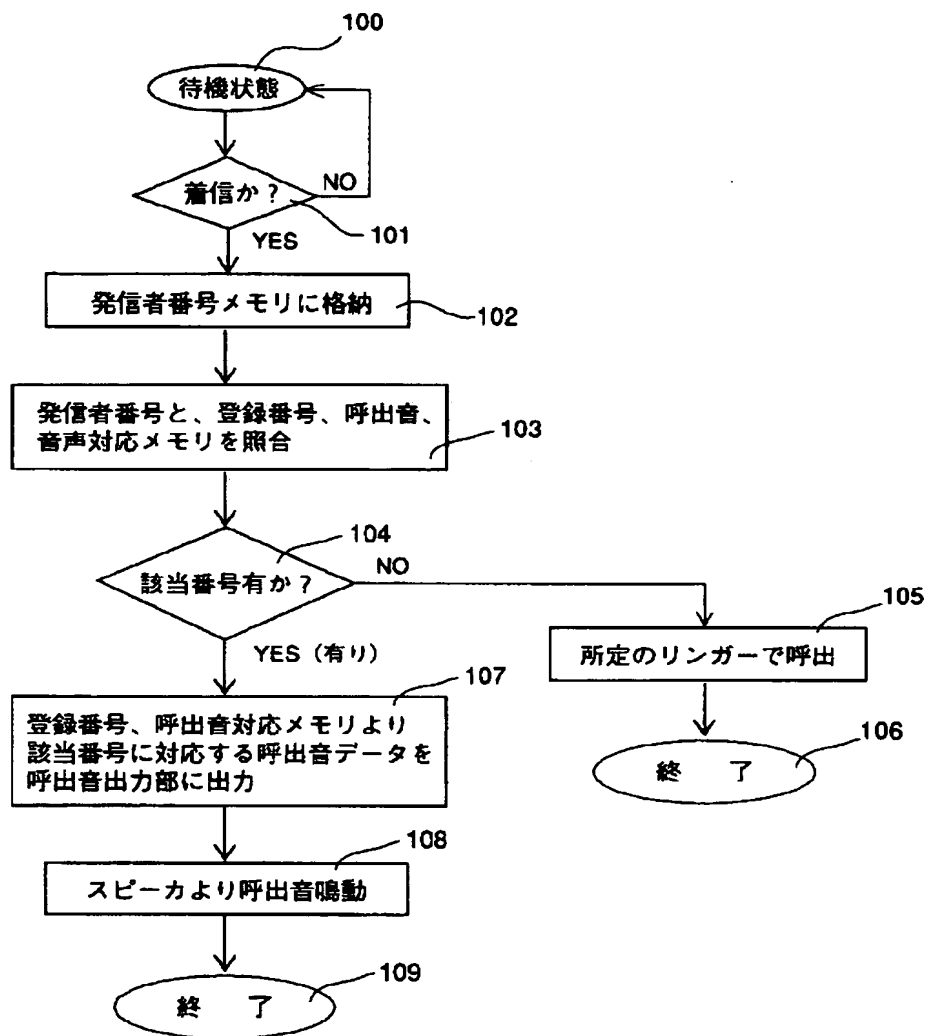 100
待機状態
着信か？
NO
101
YES
発信者番号メモリに格納
102
発信者番号と、登録番号、呼出音、
音声対応メモリを照合
103
104
該当番号有か？
NO
105
YES（有り）
所定のリンガーで呼出
107
登録番号、呼出音対応メモリより
該当番号に対応する呼出音データを
呼出音出力部に出力
106
終　了
108
スピーカより呼出音鳴動
109
終　了